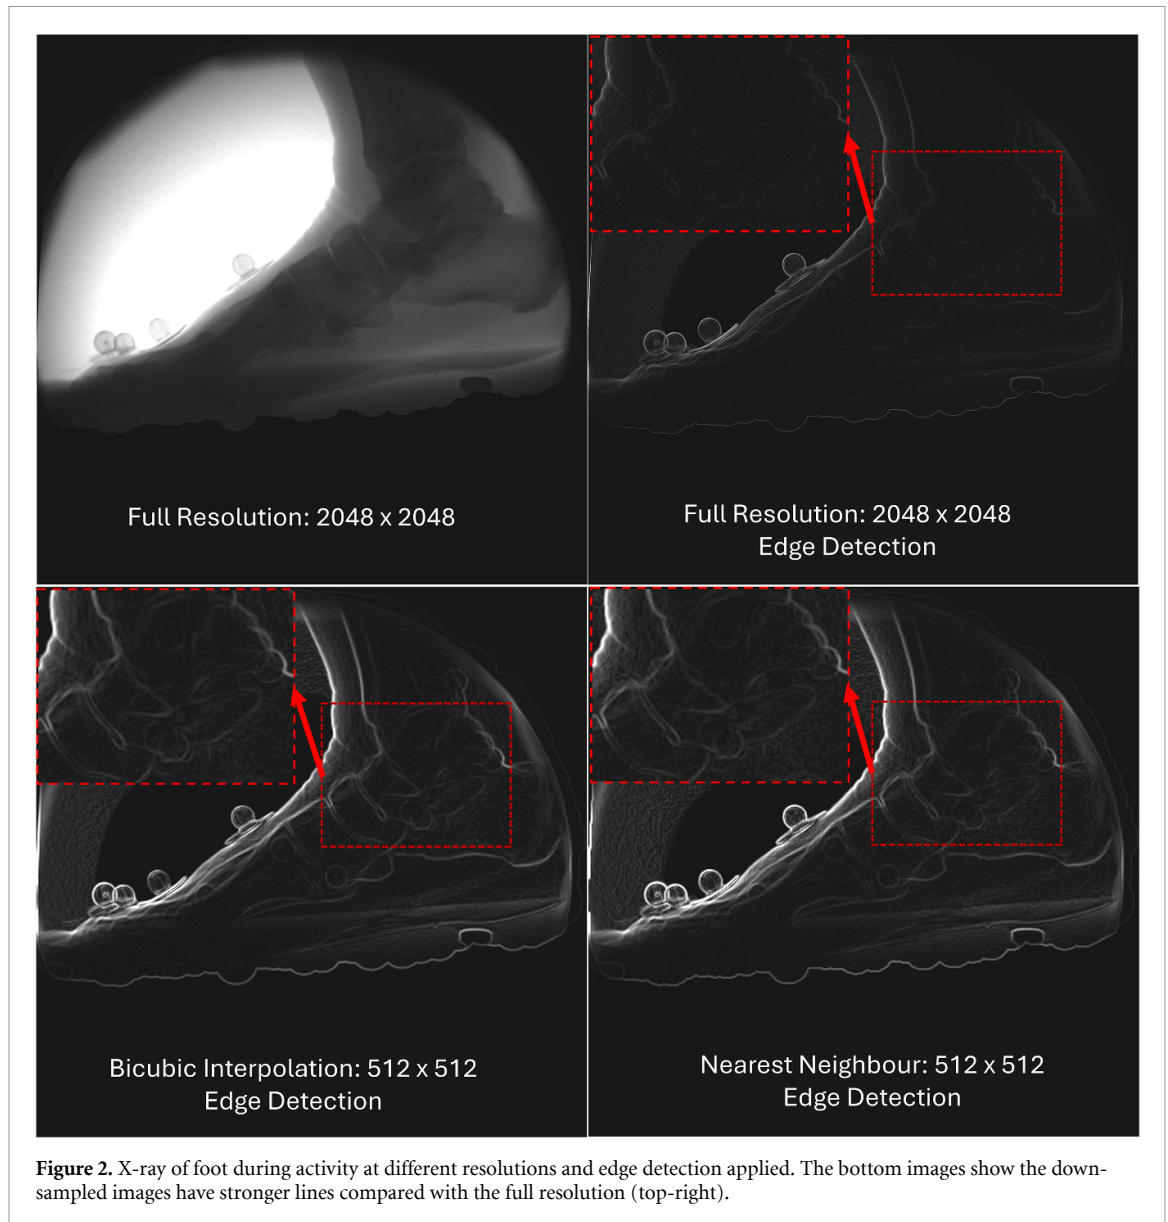 Full Resolution: 2048 x 2048
Full Resolution: 2048 x 2048
Edge Detection
Bicubic Interpolation: 512 x 512
Edge Detection
Nearest Neighbour: 512 x 512
Edge Detection
Figure 2. X-ray of foot during activity at different resolutions and edge detection applied. The bottom images show the down-
sampled images have stronger lines compared with the full resolution (top-right).